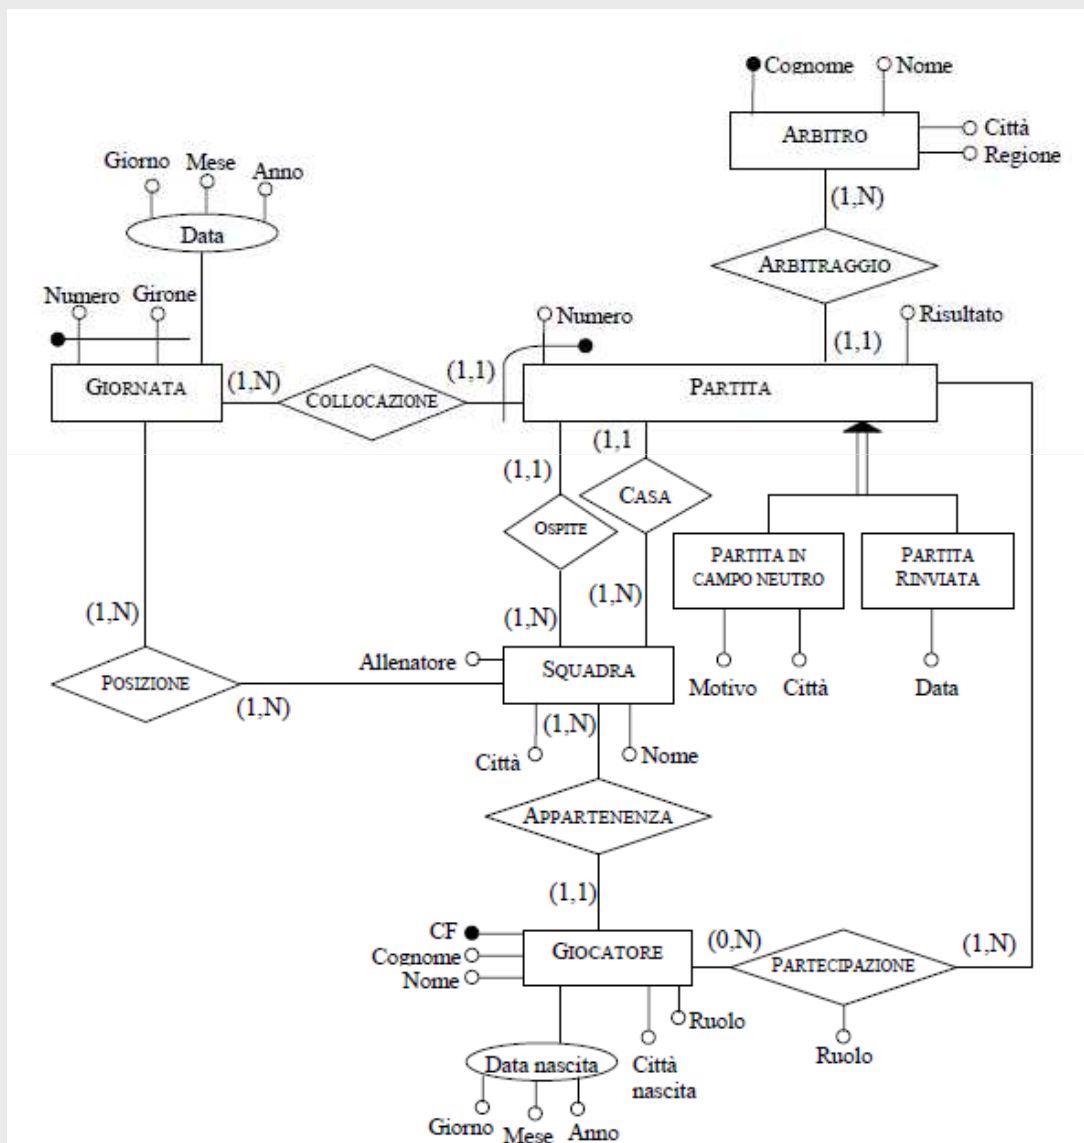 Cognome
Nome
ARBITRO
Città
Regione
(1,N)
ARBITRAGGIO
(1,1)
Giorno
Mese
Anno
Data
Numero
Girone
GIORNATA
(1,N)
COLLOCAZIONE
(1,1)
Numero
Risultato
PARTITA
(1,1)
OSPITE
(1,N)
(1,1
CASA
(1,N)
PARTITA IN
CAMPO NEUTRO
Motivo
Città
PARTITA
RINVIATA
Data
(1,N)
POSIZIONE
(1,N)
Allenatore
SQUADRA
Città
Nome
(1,N)
APPARTENENZA
(1,1)
CF
Cognome
Nome
GIOCATORE
(0,N)
PARTECIPAZIONE
(1,N)
Ruolo
Ruolo
Città
nascita
Data nascita
Giorno
Mese
Anno